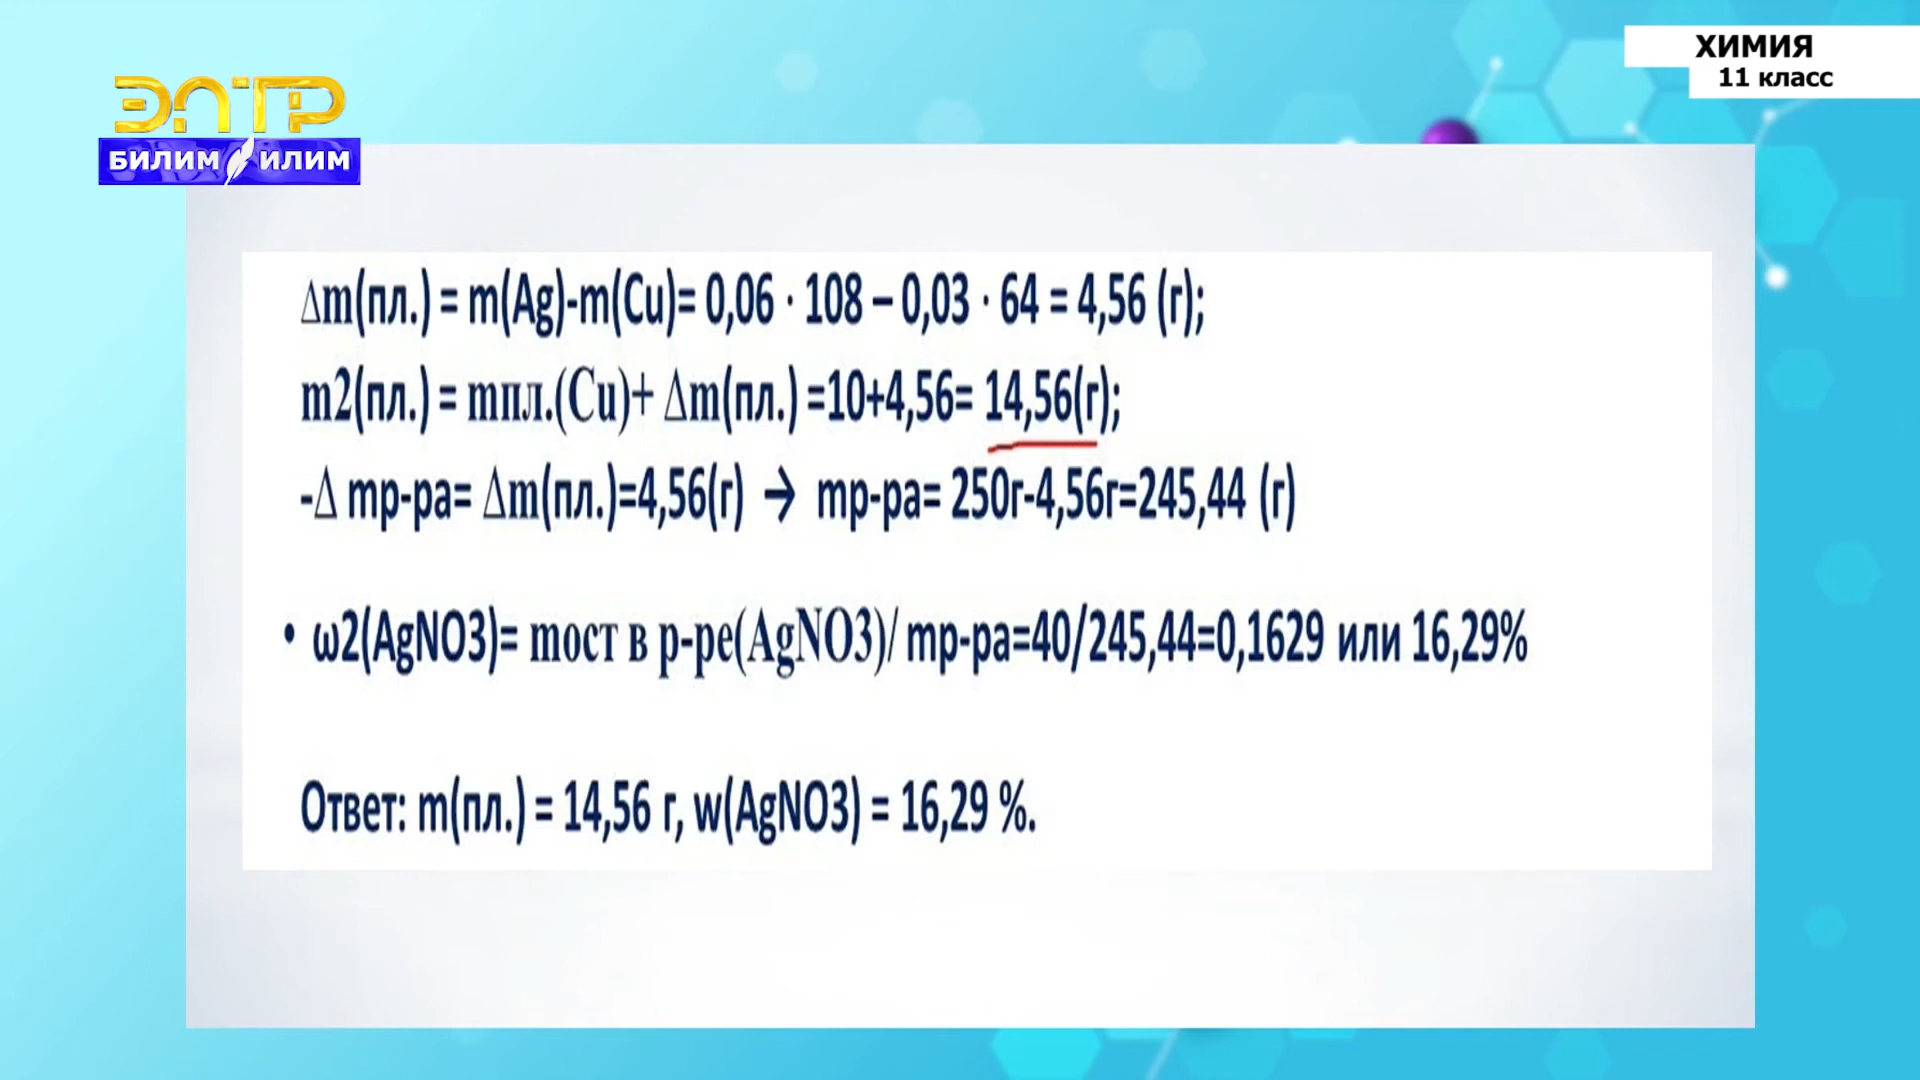 ХИМИЯ
11 класс
ЭЛТР
БИЛИМ ИЛИМ
Δm(пл.) = m(Ag)-m(Cu)= 0,06 · 108 – 0,03 · 64 = 4,56 (г);
m2(пл.) = mпл.(Cu)+ Δm(пл.) =10+4,56= 14,56(г);
-Δ mр-ра= Δm(пл.)=4,56(г) → mр-ра= 250г-4,56г=245,44 (г)
• ω2(AgNO3)= mост в р-ре(AgNO3)/ mр-ра=40/245,44=0,1629 или 16,29%
Ответ: m(пл.) = 14,56 г, w(AgNO3) = 16,29 %.